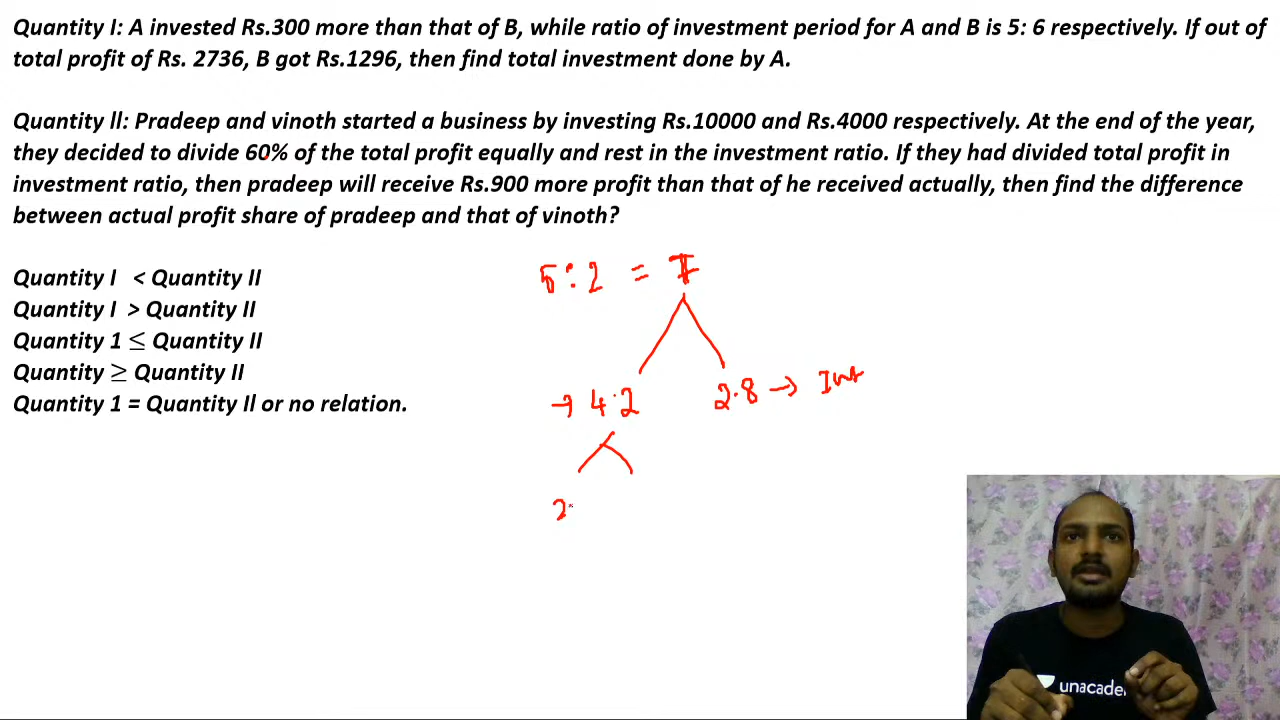 Quantity I: A invested Rs.300 more than that of B, while ratio of investment period for A and B is 5: 6 respectively. If out of
total profit of Rs. 2736, B got Rs.1296, then find total investment done by A.
Quantity ll: Pradeep and vinoth started a business by investing Rs.10000 and Rs.4000 respectively. At the end of the year,
they decided to divide 60% of the total profit equally and rest in the investment ratio. If they had divided total profit in
investment ratio, then pradeep will receive Rs.900 more profit than that of he received actually, then find the difference
between actual profit share of pradeep and that of vinoth?
Quantity I < Quantity II
Quantity I > Quantity II
Quantity 1 ≤ Quantity II
Quantity ≥ Quantity II
Quantity 1 = Quantity Il or no relation.
5 : 2 = 7
→ 4.2 2.8 → Int
2.
unacade